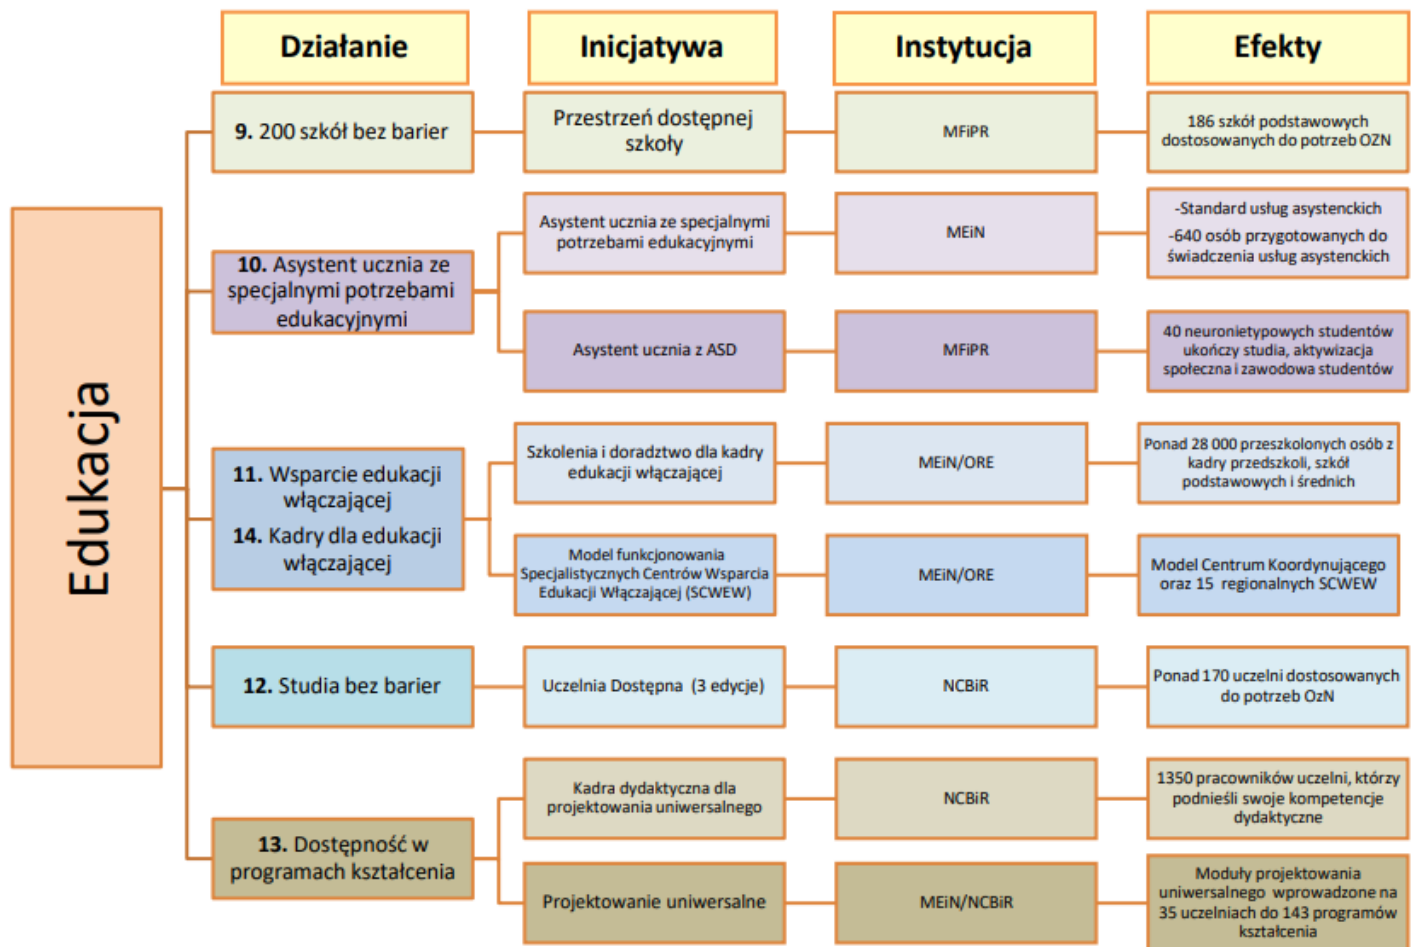 Działanie
Inicjatywa
Instytucja
Efekty
Edukacja
9. 200 szkół bez barier
Przestrzeń dostępnej
szkoły
MFiPR
186 szkół podstawowych
dostosowanych do potrzeb OZN
10. Asystent ucznia ze
specjalnymi potrzebami
edukacyjnymi
Asystent ucznia ze specjalnymi
potrzebami edukacyjnymi
MEiN
-Standard usług asystenckich
-640 osób przygotowanych do
świadczenia usług asystenckich
Asystent ucznia z ASD
MFiPR
40 neuronietypowych studentów
ukończy studia, aktywizacja
społeczna i zawodowa studentów
11. Wsparcie edukacji
włączającej
14. Kadry dla edukacji
włączającej
Szkolenia i doradztwo dla kadry
edukacji włączającej
MEiN/ORE
Ponad 28 000 przeszkolonych osób z
kadry przedszkoli, szkół
podstawowych i średnich
Model funkcjonowania
Specjalistycznych Centrów Wsparcia
Edukacji Włączającej (SCWEW)
MEiN/ORE
Model Centrum Koordynującego
oraz 15 regionalnych SCWEW
12. Studia bez barier
Uczelnia Dostępna (3 edycje)
NCBiR
Ponad 170 uczelni dostosowanych
do potrzeb OzN
13. Dostępność w
programach kształcenia
Kadra dydaktyczna dla
projektowania uniwersalnego
NCBiR
1350 pracowników uczelni, którzy
podnieśli swoje kompetencje
dydaktyczne
Projektowanie uniwersalne
MEiN/NCBiR
Moduły projektowania
uniwersalnego wprowadzone na
35 uczelniach do 143 programów
kształcenia